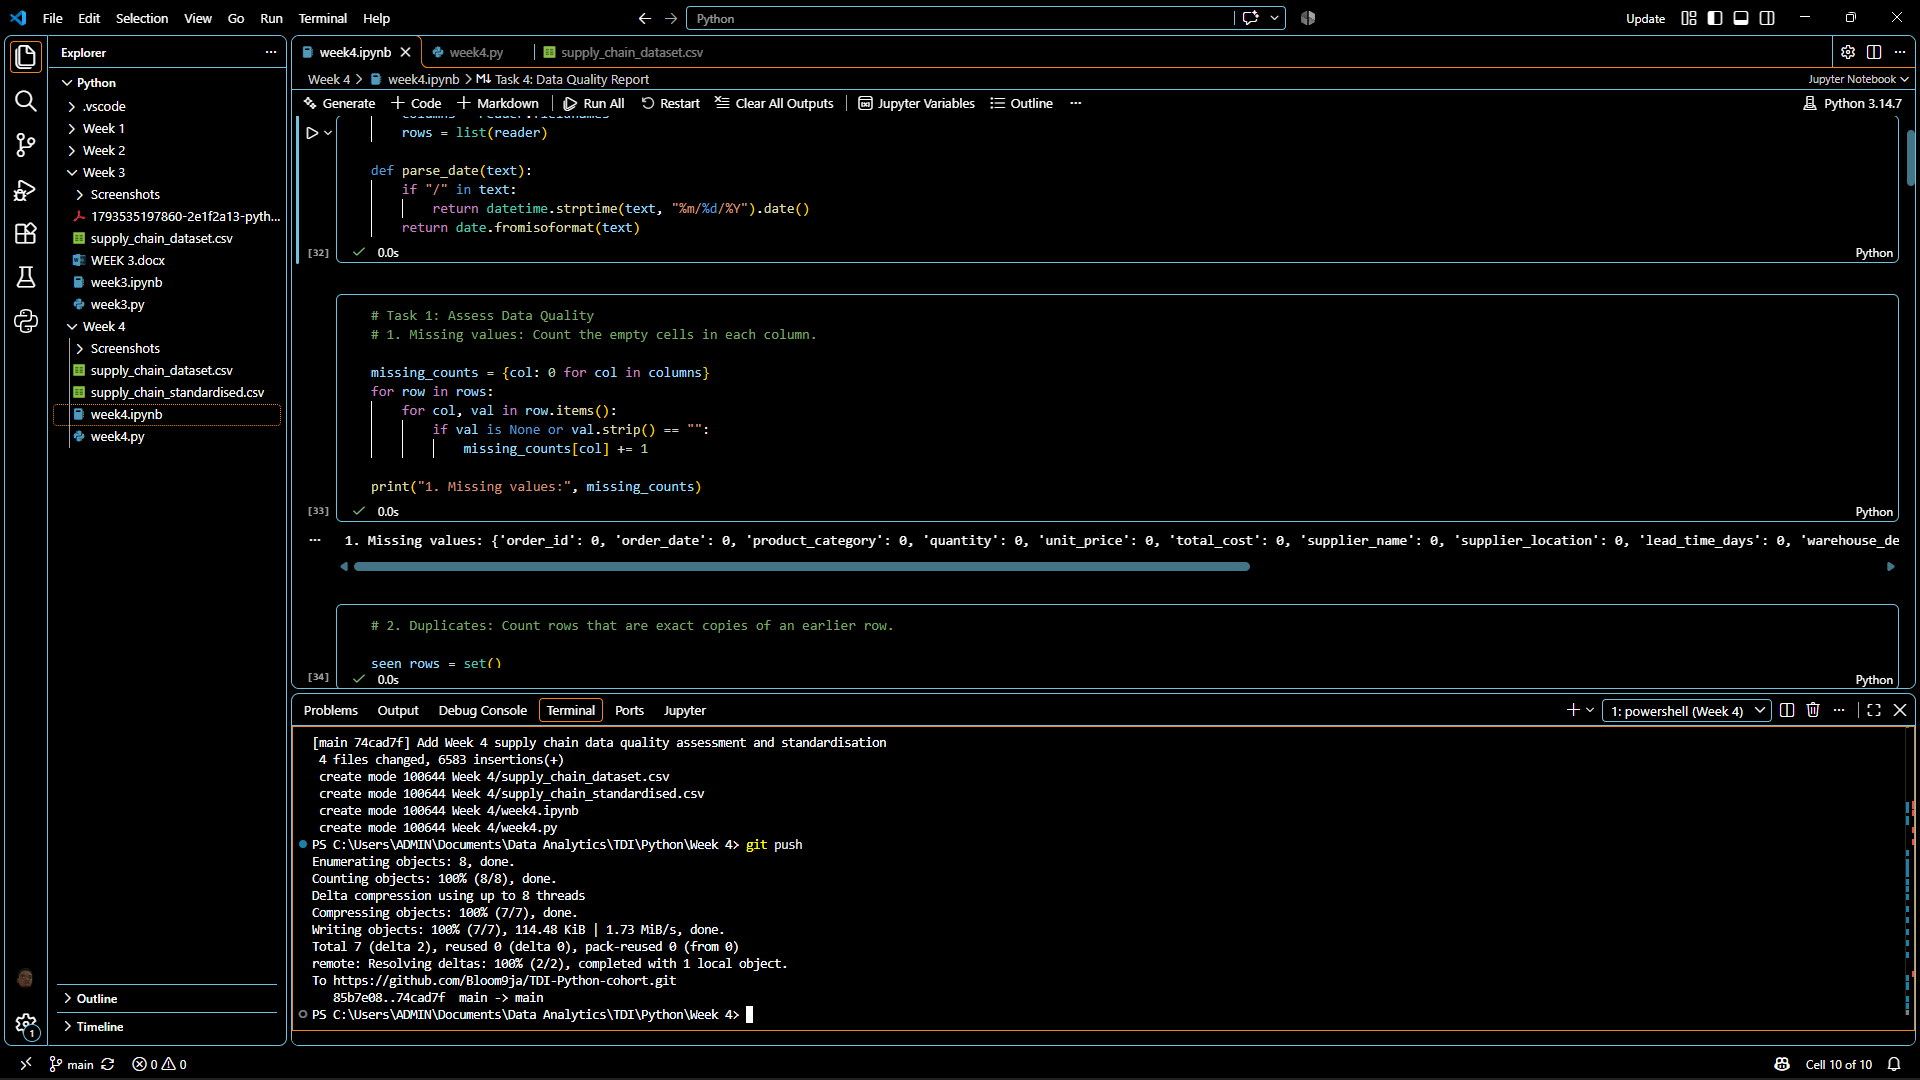 File Edit Selection View Go Run Terminal Help
Python
Update
Explorer
Python
.vscode
Week 1
Week 2
Week 3
Screenshots
1793535197860-2e1f2a13-pyth...
supply_chain_dataset.csv
WEEK 3.docx
week3.ipynb
week3.py
Week 4
Screenshots
supply_chain_dataset.csv
supply_chain_standardised.csv
week4.ipynb
week4.py
Outline
Timeline
week4.ipynb
week4.py
supply_chain_dataset.csv
Week 4 > week4.ipynb > M↓ Task 4: Data Quality Report
Jupyter Notebook
Generate + Code + Markdown Run All Restart Clear All Outputs Jupyter Variables Outline ...
Python 3.14.7
columns = reader.fieldnames
rows = list(reader)
def parse_date(text):
if "/" in text:
return datetime.strptime(text, "%m/%d/%Y").date()
return date.fromisoformat(text)
[32] 0.0s Python
# Task 1: Assess Data Quality
# 1. Missing values: Count the empty cells in each column.
missing_counts = {col: 0 for col in columns}
for row in rows:
for col, val in row.items():
if val is None or val.strip() == "":
missing_counts[col] += 1
print("1. Missing values:", missing_counts)
[33] 0.0s Python
1. Missing values: {'order_id': 0, 'order_date': 0, 'product_category': 0, 'quantity': 0, 'unit_price': 0, 'total_cost': 0, 'supplier_name': 0, 'supplier_location': 0, 'lead_time_days': 0, 'warehouse_de
# 2. Duplicates: Count rows that are exact copies of an earlier row.
seen_rows = set()
[34] 0.0s Python
Problems Output Debug Console Terminal Ports Jupyter
1: powershell (Week 4)
[main 74cad7f] Add Week 4 supply chain data quality assessment and standardisation
4 files changed, 6583 insertions(+)
create mode 100644 Week 4/supply_chain_dataset.csv
create mode 100644 Week 4/supply_chain_standardised.csv
create mode 100644 Week 4/week4.ipynb
create mode 100644 Week 4/week4.py
PS C:\Users\ADMIN\Documents\Data Analytics\TDI\Python\Week 4> git push
Enumerating objects: 8, done.
Counting objects: 100% (8/8), done.
Delta compression using up to 8 threads
Compressing objects: 100% (7/7), done.
Writing objects: 100% (7/7), 114.48 KiB | 1.73 MiB/s, done.
Total 7 (delta 2), reused 0 (delta 0), pack-reused 0 (from 0)
remote: Resolving deltas: 100% (2/2), completed with 1 local object.
To https://github.com/Bloom9ja/TDI-Python-cohort.git
85b7e08..74cad7f main -> main
PS C:\Users\ADMIN\Documents\Data Analytics\TDI\Python\Week 4>
1
main 0 0
Cell 10 of 10